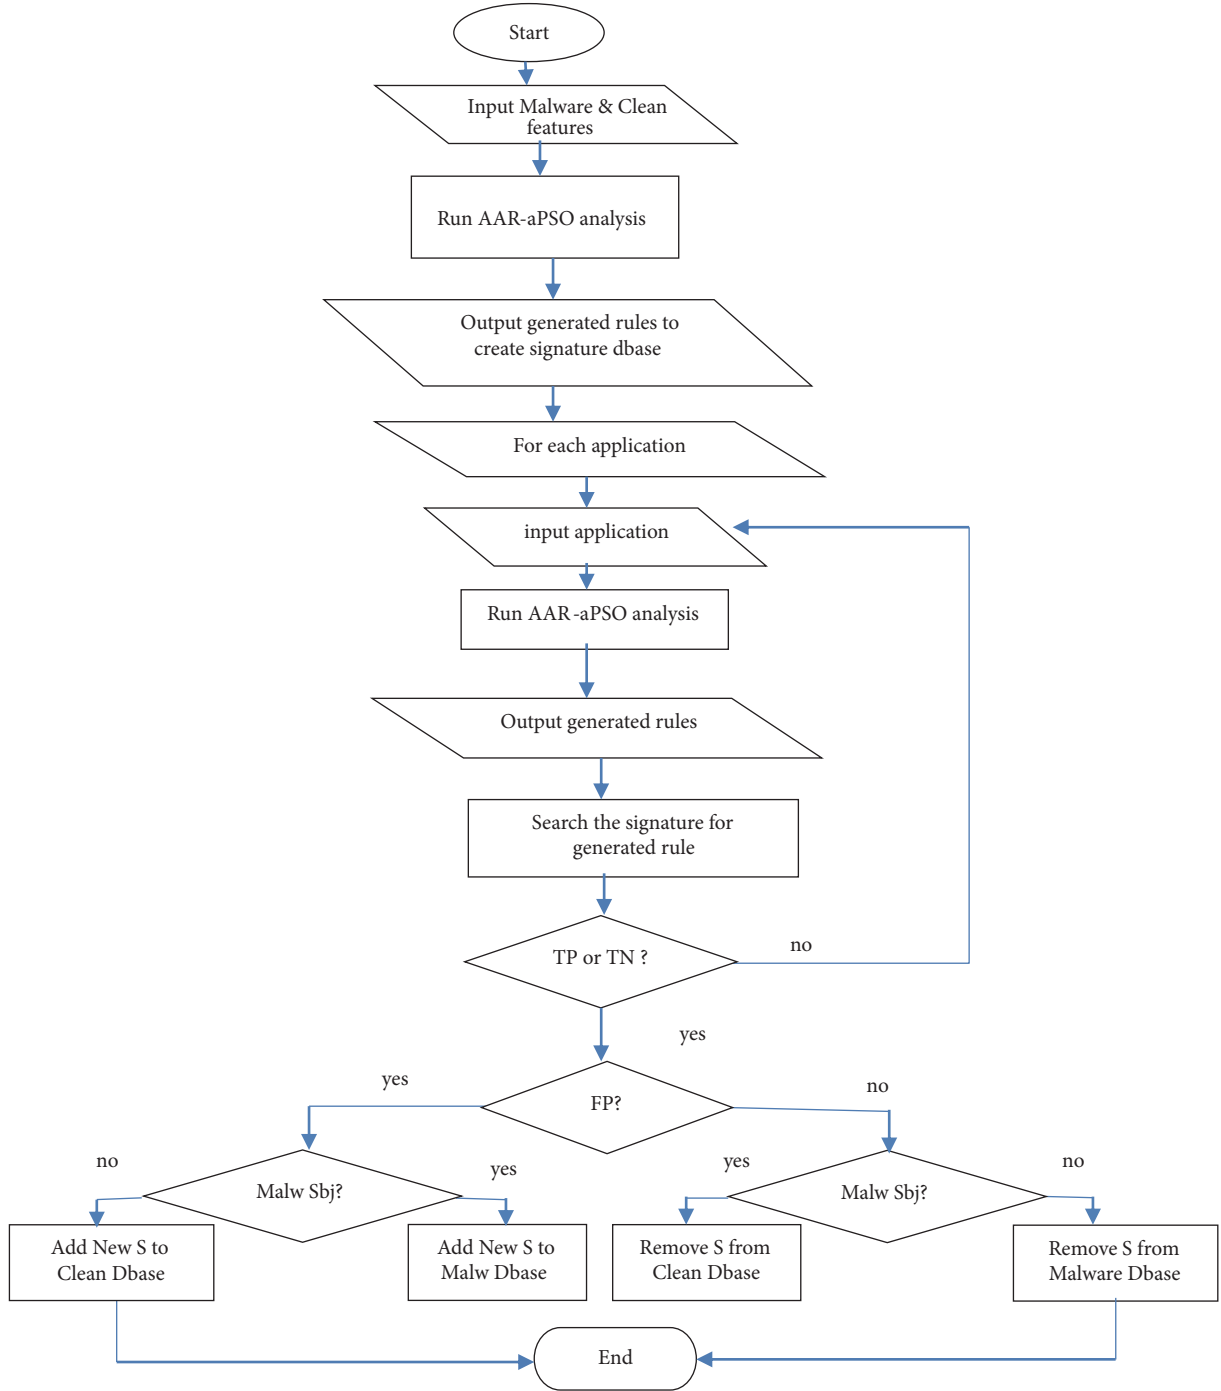 Start
Input Malware & Clean
features
Run AAR-aPSO analysis
Output generated rules to
create signature dbase
For each application
input application
Run AAR-aPSO analysis
Output generated rules
Search the signature for
generated rule
TP or TN ?
no
yes
FP?
yes
no
Malw Sbj?
no
yes
Malw Sbj?
yes
no
Add New S to
Clean Dbase
Add New S to
Malw Dbase
Remove S from
Clean Dbase
Remove S from
Malware Dbase
End